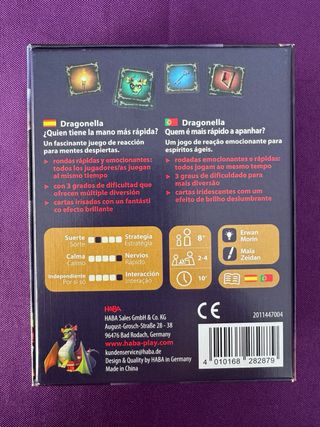 Dragonella
¿Quien tiene la mano más rápida?
Un fascinante juego de reacción
para mentes despiertas.
rondas rápidas y emocionantes:
todos los jugadores/as juegan
al mismo tiempo
con 3 grados de dificultad que
ofrecen múltiple diversión
cartas irisadas con un fantásti
co efecto brillante
Dragonella
Quem é mais rápido a apanhar?
Um jogo de reação emocionante para
espíritos ágeis.
rodadas emocionantes e rápidas:
todos jogam ao mesmo tempo
3 graus de dificuldade para
mais diversão
cartas iridescentes com um
efeito de brilho deslumbrante
Suerte Strategia
Sorte Estratégia
Calma Nervios
Calmo Rápido
Independiente Interacción
Por si só Interação
8+
2-4
10'
Erwan
Morin
Maia
Zeidan
HABA
HABA Sales GmbH & Co. KG
August-Grosch-Straße 28 - 38
96476 Bad Rodach, Germany
www.haba-play.com
kundenservice@haba.de
Design & Quality by HABA in Germany
Made in China
CE
2011447004
4 010168 282879